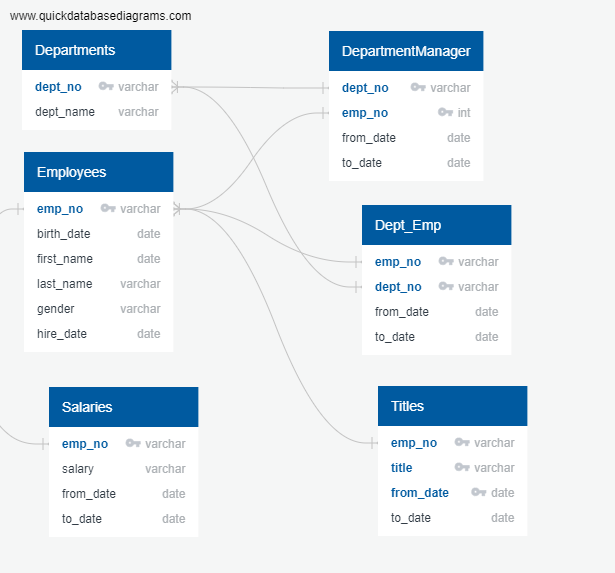 www.quickdatabasediagrams.com
Departments
dept_no varchar
dept_name varchar
DepartmentManager
dept_no varchar
emp_no int
from_date date
to_date date
Employees
emp_no varchar
birth_date date
first_name date
last_name varchar
gender varchar
hire_date date
Dept_Emp
emp_no varchar
dept_no varchar
from_date date
to_date date
Salaries
emp_no varchar
salary varchar
from_date date
to_date date
Titles
emp_no varchar
title varchar
from_date date
to_date date